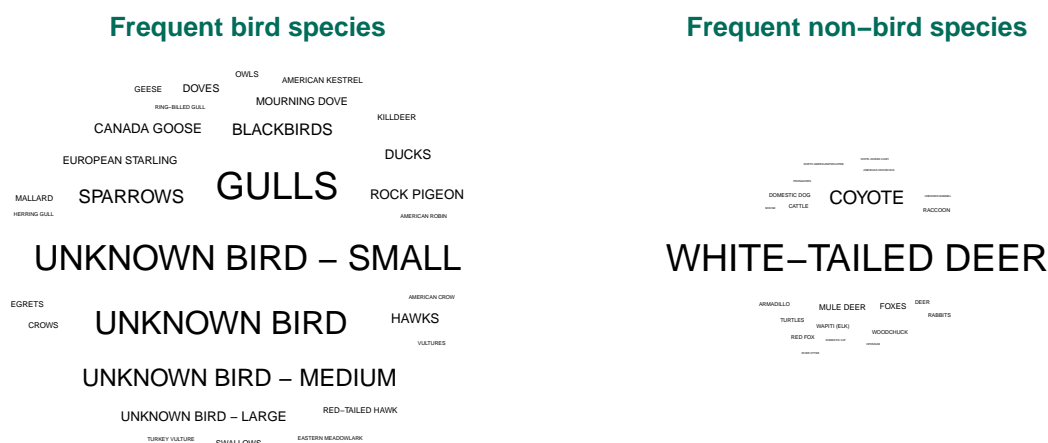 Frequent bird species
Frequent non–bird species
OWLS
AMERICAN KESTREL
GEESE
DOVES
RING–BILLED GULL
MOURNING DOVE
KILLDEER
CANADA GOOSE
BLACKBIRDS
EUROPEAN STARLING
DUCKS
MALLARD
SPARROWS
GULLS
ROCK PIGEON
HERRING GULL
AMERICAN ROBIN
UNKNOWN BIRD – SMALL
EGRETS
AMERICAN CROW
CROWS
UNKNOWN BIRD
HAWKS
VULTURES
UNKNOWN BIRD – MEDIUM
UNKNOWN BIRD – LARGE
RED–TAILED HAWK
TURKEY VULTURE
SWALLOWS
EASTERN MEADOWLARK
DOMESTIC DOG
COYOTE
CATTLE
RACCOON
WHITE–TAILED DEER
ARMADILLO
MULE DEER
FOXES
DEER
RABBITS
TURTLES
WAPITI (ELK)
WOODCHUCK
RED FOX